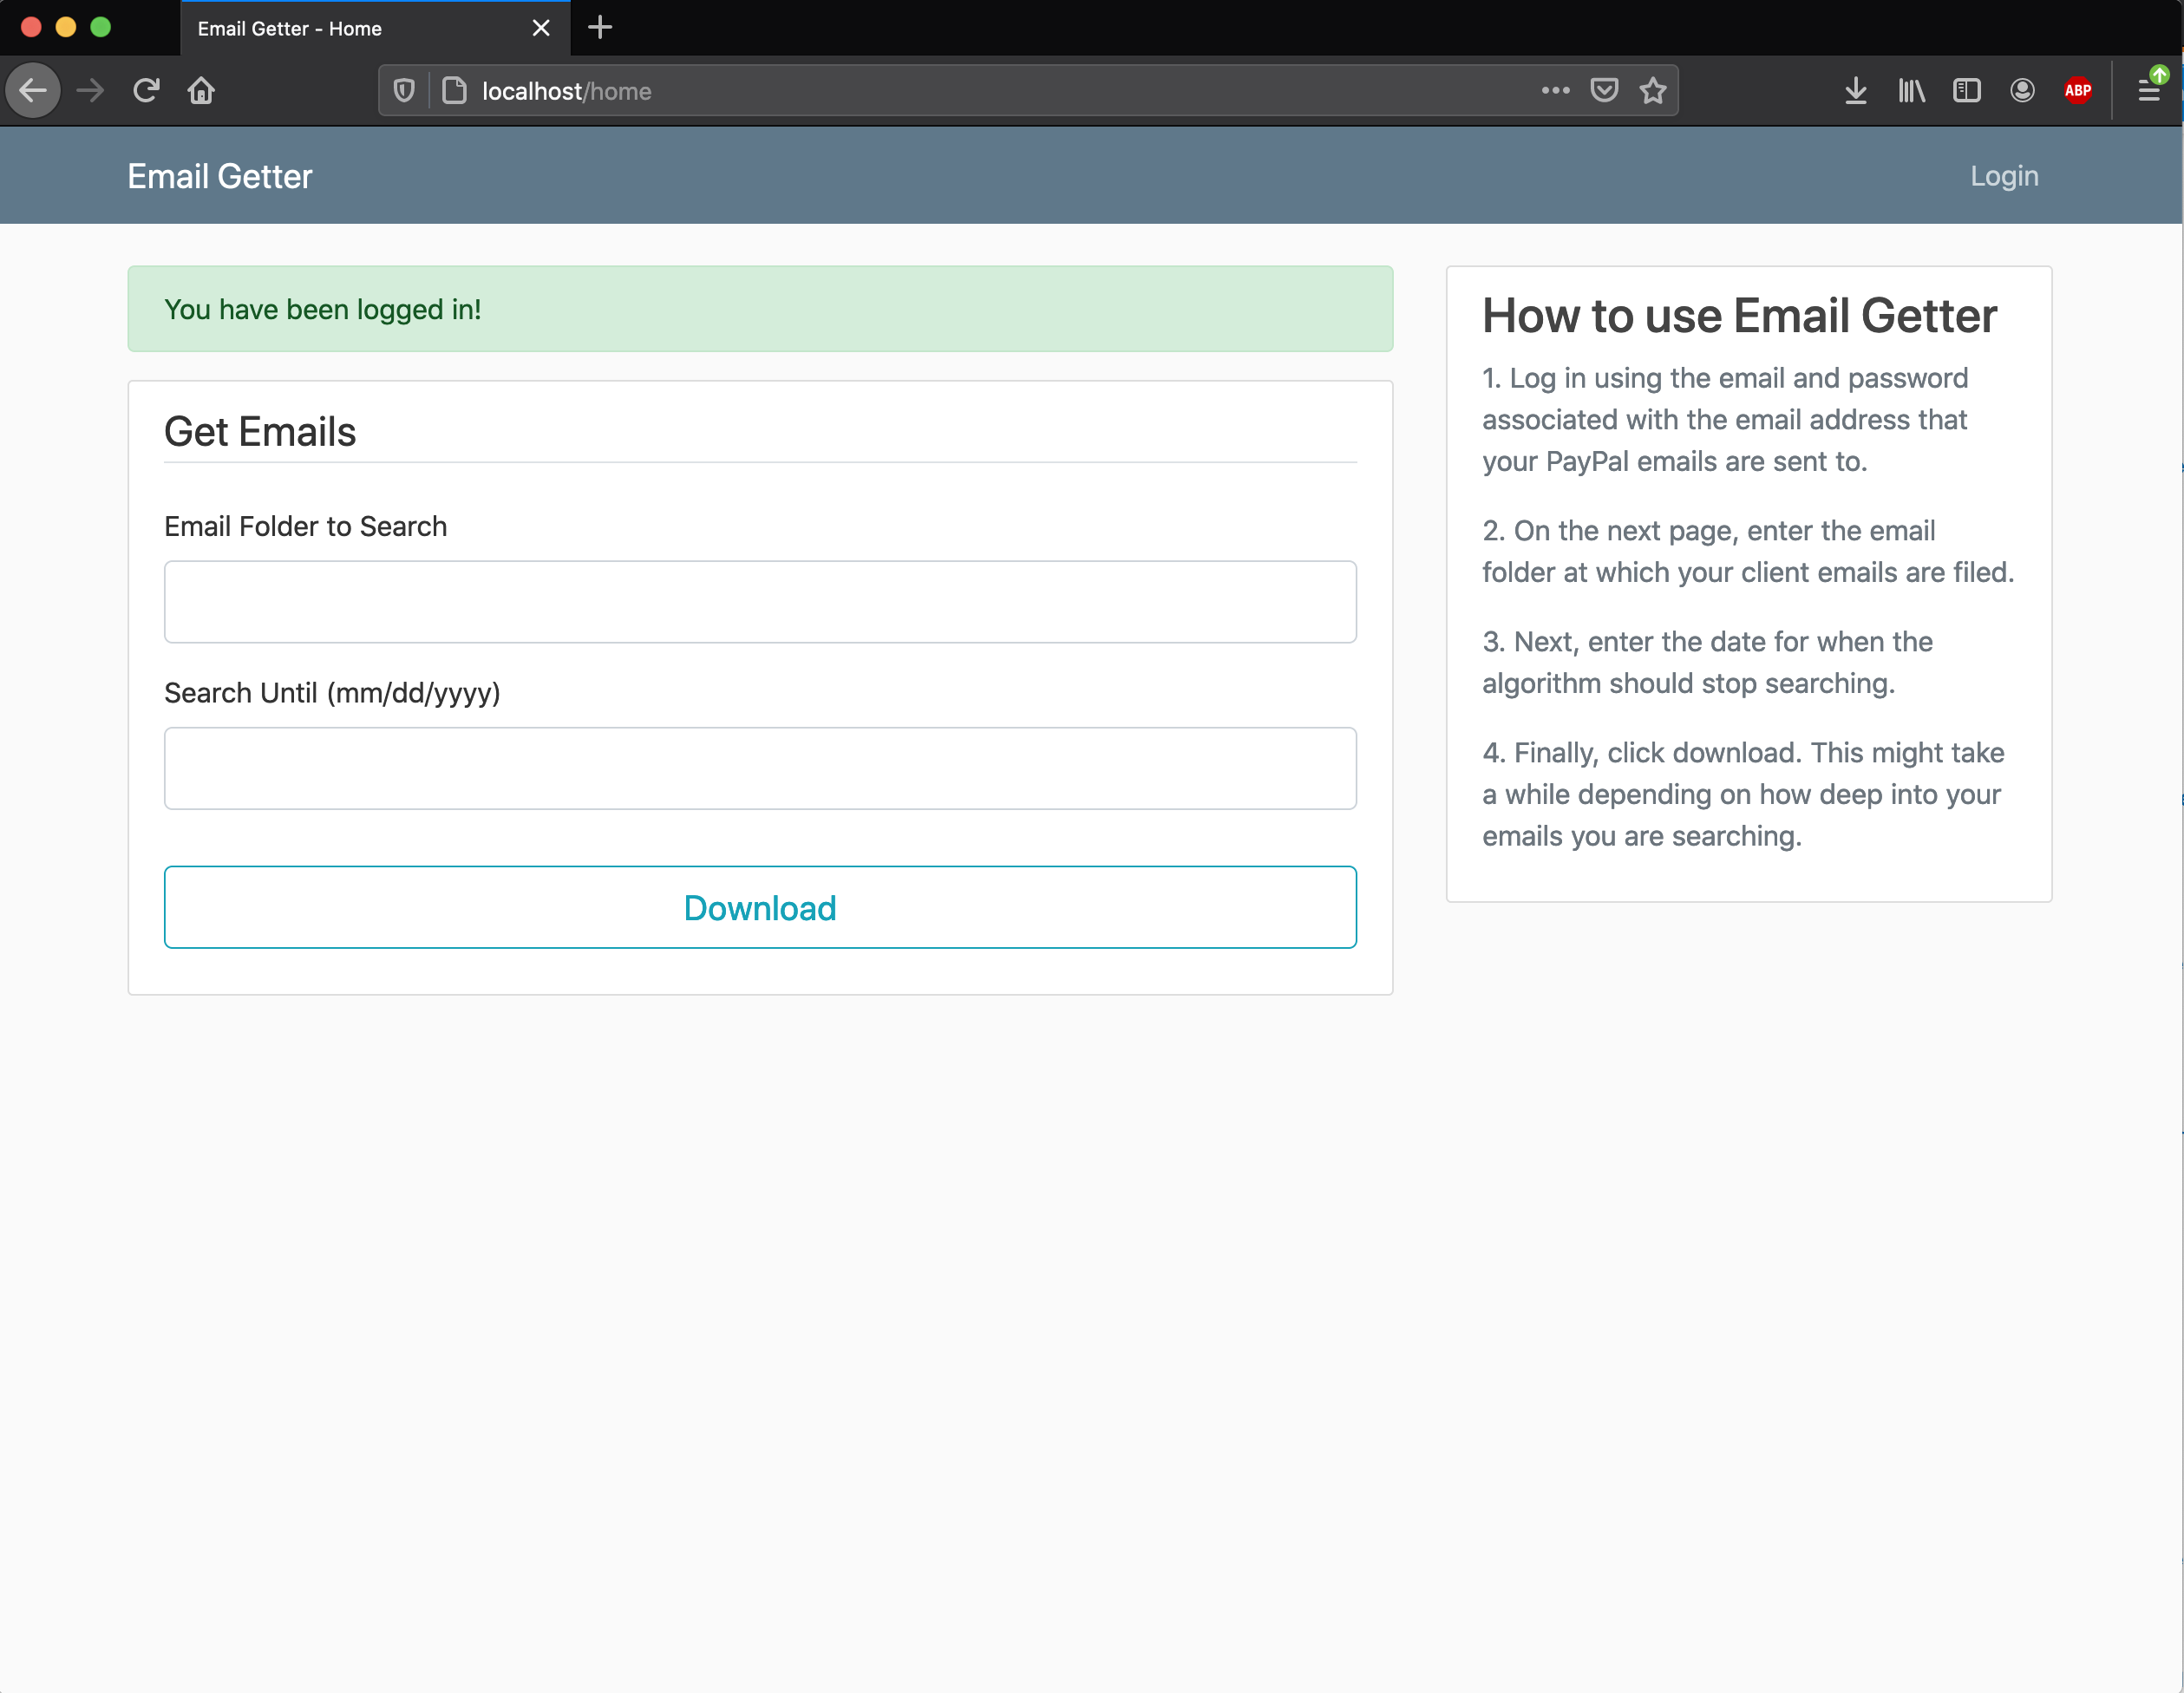 Email Getter - Home
localhost/home
ABP
Email Getter
Login
You have been logged in!
Get Emails
Email Folder to Search
Search Until (mm/dd/yyyy)
Download
How to use Email Getter
1. Log in using the email and password
associated with the email address that
your PayPal emails are sent to.
2. On the next page, enter the email
folder at which your client emails are filed.
3. Next, enter the date for when the
algorithm should stop searching.
4. Finally, click download. This might take
a while depending on how deep into your
emails you are searching.